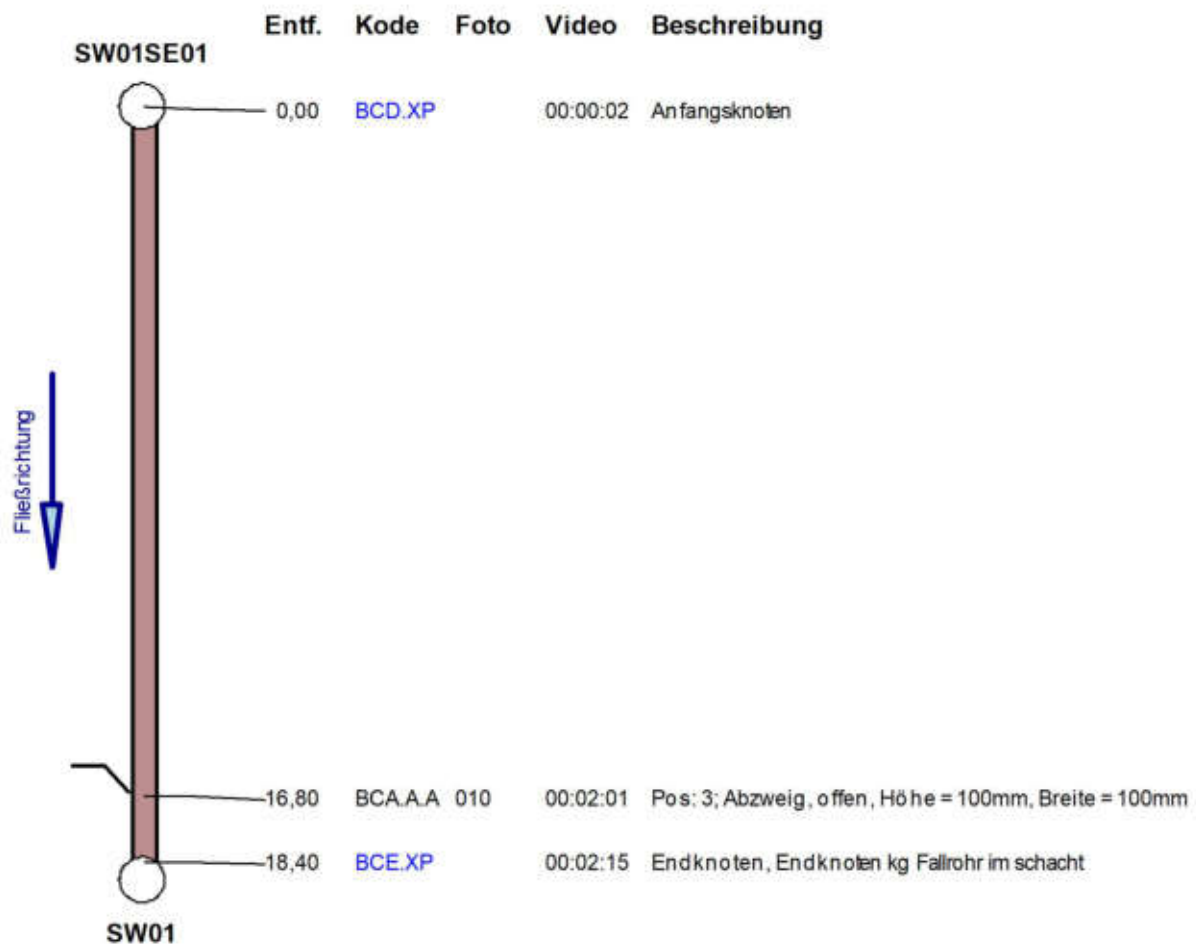 Entf. Kode Foto Video Beschreibung
SW01SE01
0,00 BCD.XP 00:00:02 Anfangsknoten
Fließrichtung
16,80 BCA.A.A 010 00:02:01 Pos: 3; Abzweig, offen, Höhe = 100mm, Breite = 100mm
18,40 BCE.XP 00:02:15 Endknoten, Endknoten kg Fallrohr im schacht
SW01